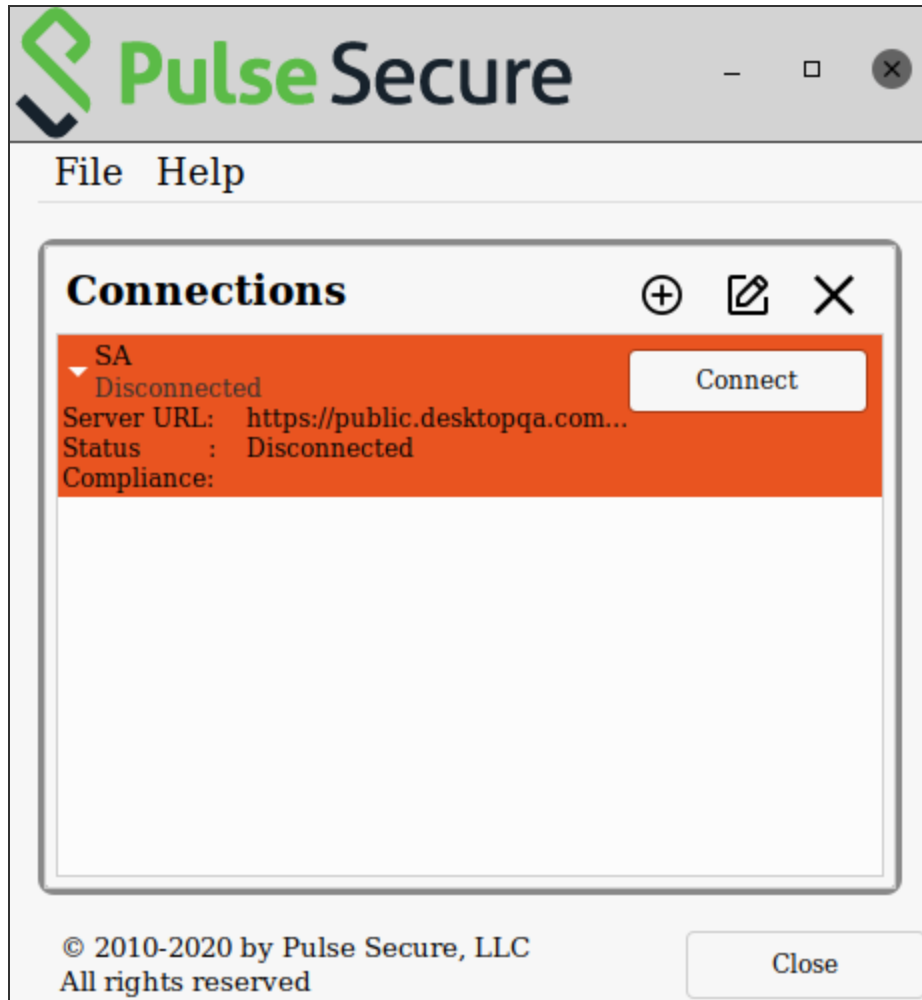 Pulse Secure
File Help
Connections
SA
Connect
Disconnected
Server URL: https://public.desktopqa.com...
Status : Disconnected
Compliance:
© 2010-2020 by Pulse Secure, LLC
All rights reserved
Close